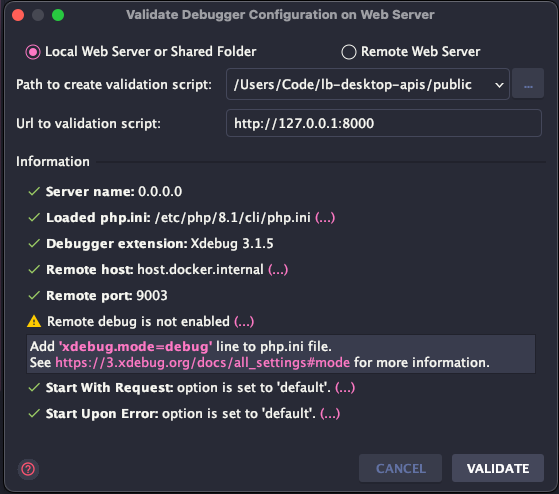 Validate Debugger Configuration on Web Server
Local Web Server or Shared Folder Remote Web Server
Path to create validation script: /Users/Code/lb-desktop-apis/public ...
Url to validation script: http://127.0.0.1:8000
Information
Server name: 0.0.0.0
Loaded php.ini: /etc/php/8.1/cli/php.ini (...)
Debugger extension: Xdebug 3.1.5
Remote host: host.docker.internal (...)
Remote port: 9003
Remote debug is not enabled (...)
Add 'xdebug.mode=debug' line to php.ini file.
See https://3.xdebug.org/docs/all_settings#mode for more information.
Start With Request: option is set to 'default'. (...)
Start Upon Error: option is set to 'default'. (...)
? CANCEL VALIDATE